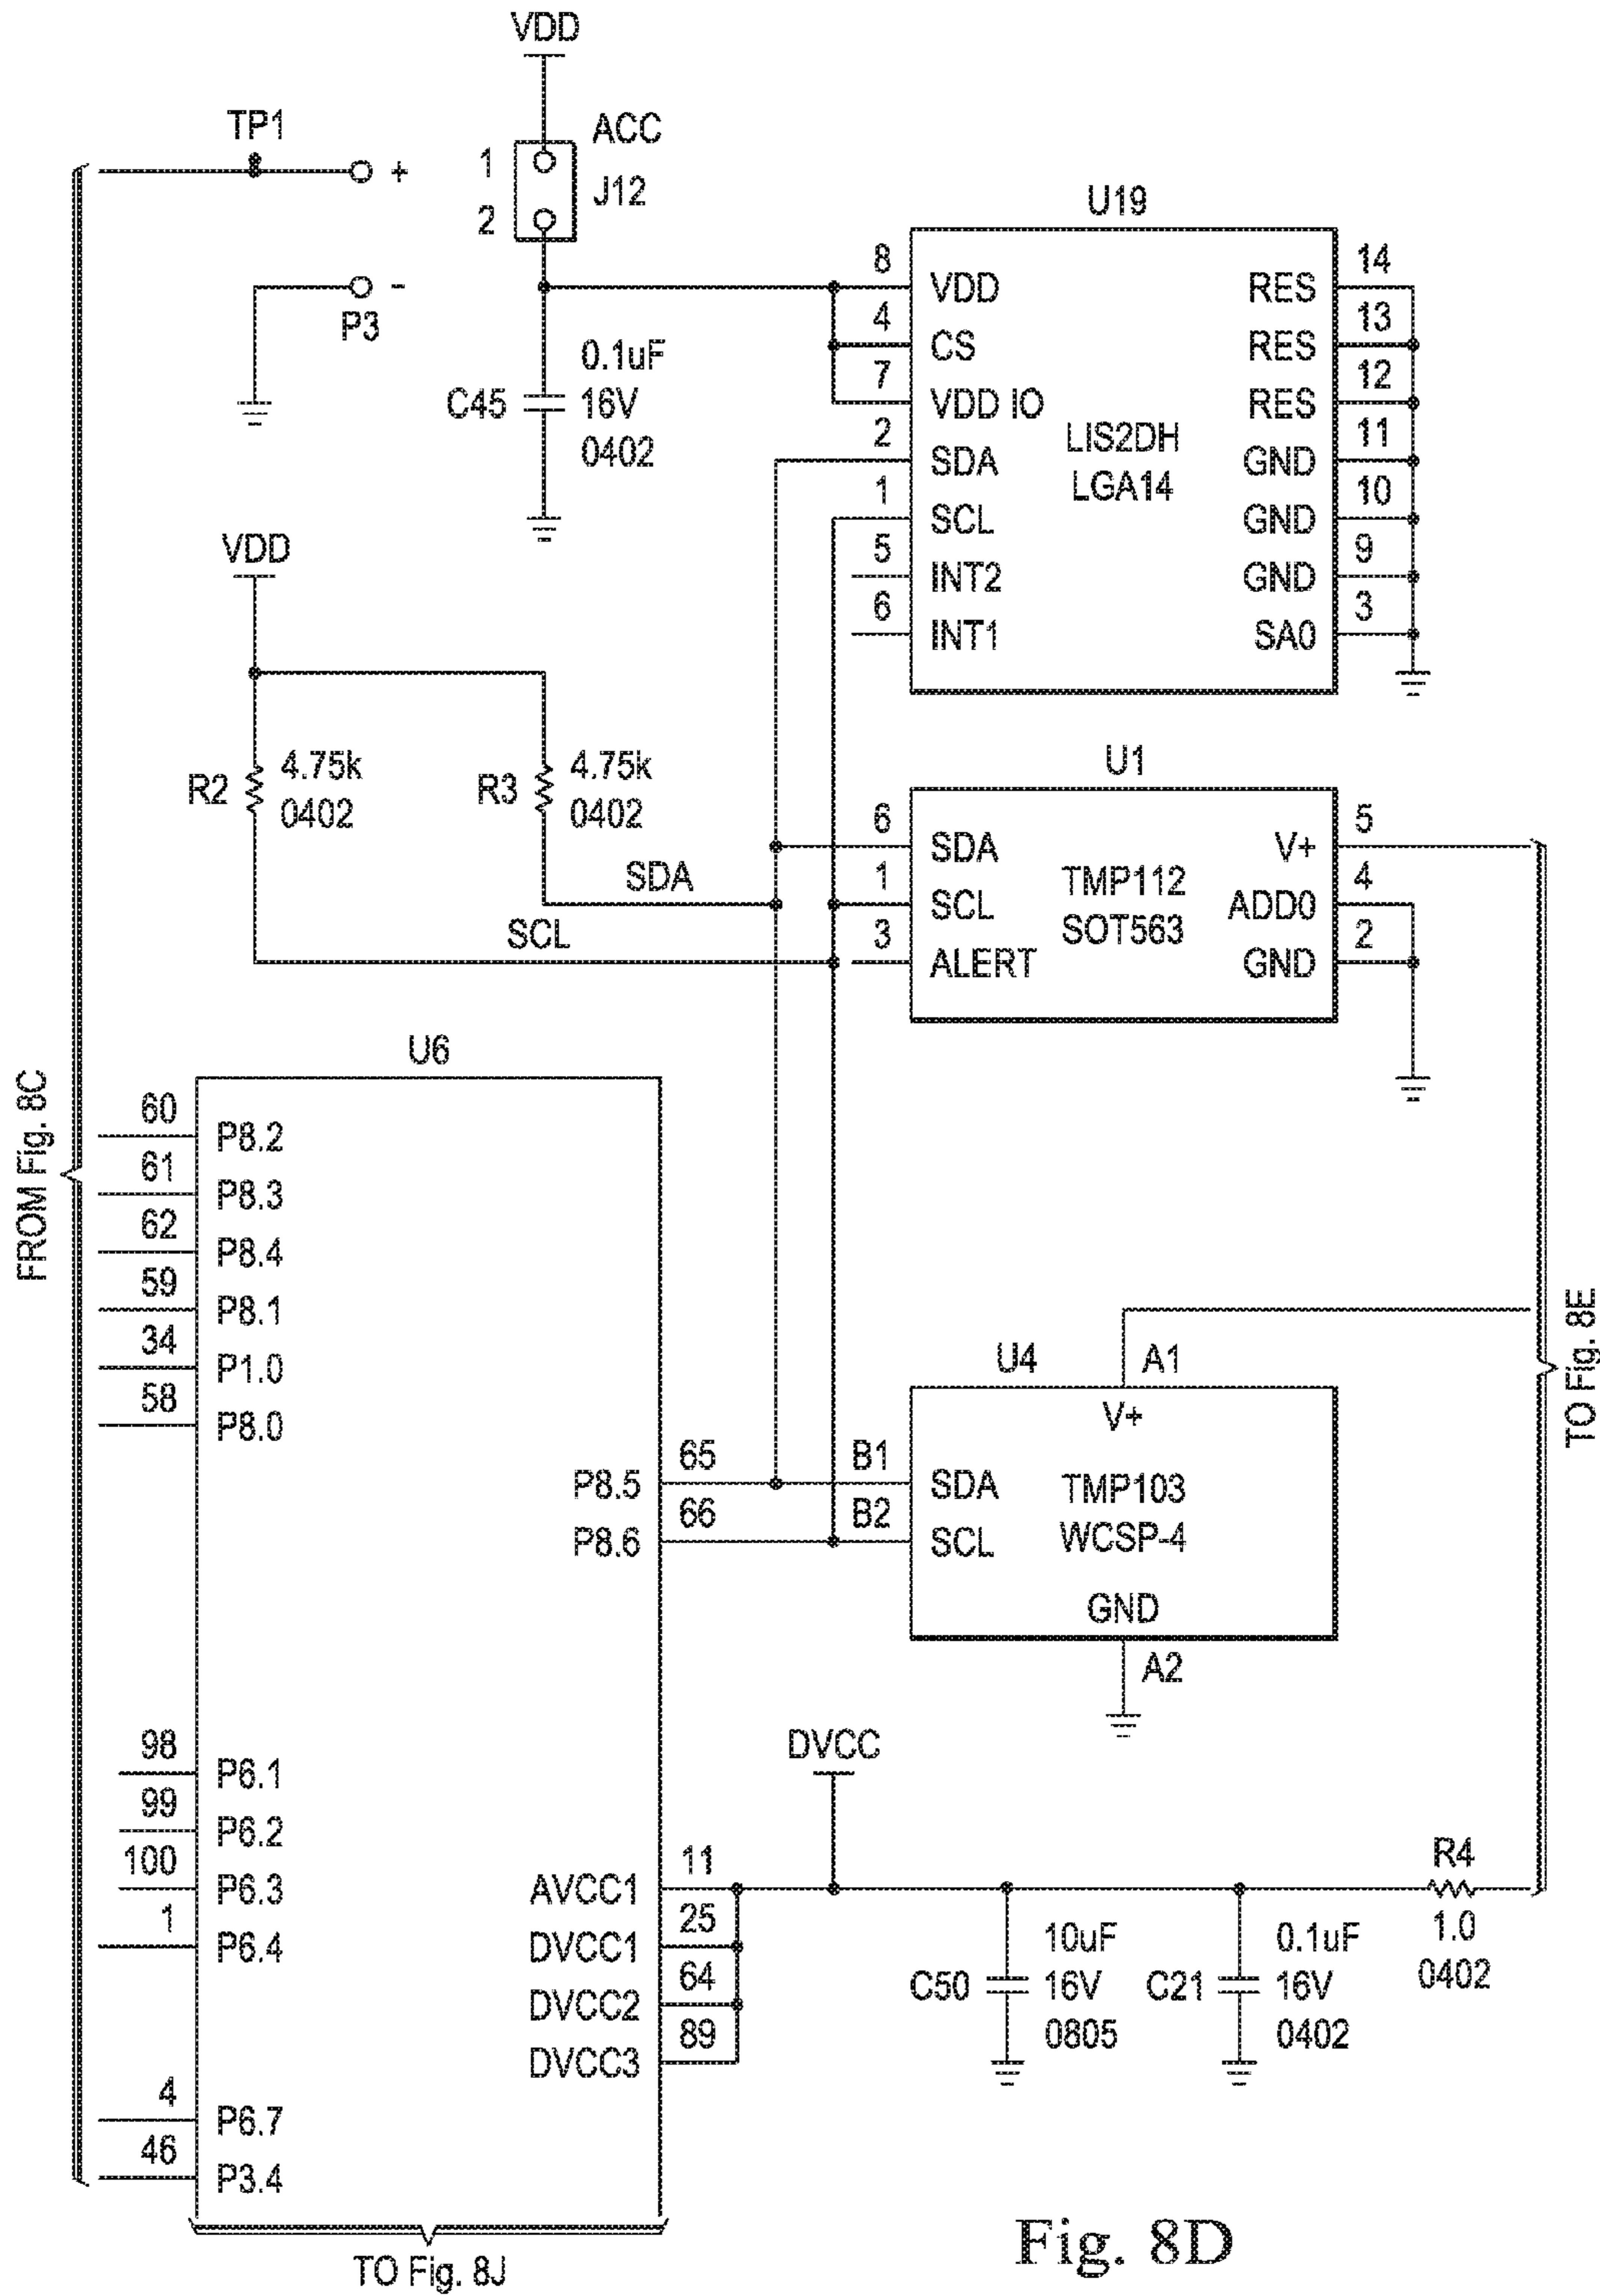 VDD
TP1
+
1
2
ACC
J12
-
P3
C45
0.1uF
16V
0402
U19
8
VDD
4
CS
7
VDD IO
2
SDA
1
SCL
5
INT2
6
INT1
LIS2DH
LGA14
RES
14
RES
13
RES
12
GND
11
GND
10
GND
9
SA0
3
VDD
R2
4.75k
0402
R3
4.75k
0402
SDA
SCL
U1
6
SDA
1
SCL
3
ALERT
TMP112
SOT563
V+
5
ADD0
4
GND
2
FROM Fig. 8C
U6
60
P8.2
61
P8.3
62
P8.4
59
P8.1
34
P1.0
58
P8.0
P8.5
65
P8.6
66
U4
A1
V+
B1
SDA
B2
SCL
TMP103
WCSP-4
GND
A2
TO Fig. 8E
98
P6.1
99
P6.2
100
P6.3
1
P6.4
4
P6.7
46
P3.4
DVCC
AVCC1
11
DVCC1
25
DVCC2
64
DVCC3
89
C50
10uF
16V
0805
C21
0.1uF
16V
0402
R4
1.0
0402
TO Fig. 8J
Fig. 8D